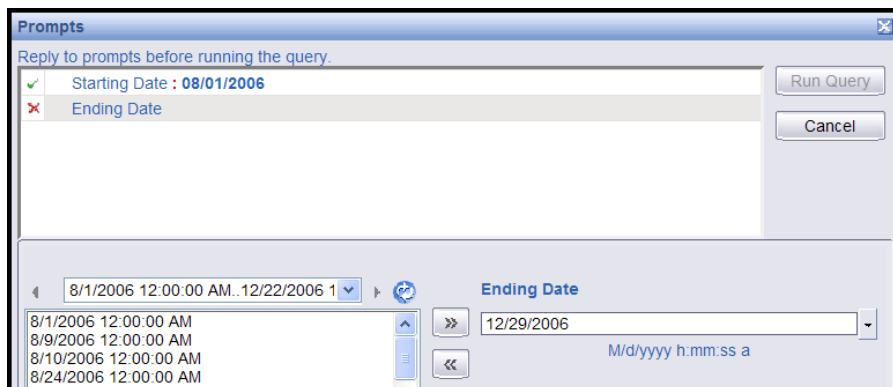 Prompts
Reply to prompts before running the query.
Starting Date : 08/01/2006
Run Query
Ending Date
Cancel
8/1/2006 12:00:00 AM..12/22/2006 1
Ending Date
8/1/2006 12:00:00 AM
8/9/2006 12:00:00 AM
8/10/2006 12:00:00 AM
8/24/2006 12:00:00 AM
12/29/2006
M/d/yyyy h:mm:ss a